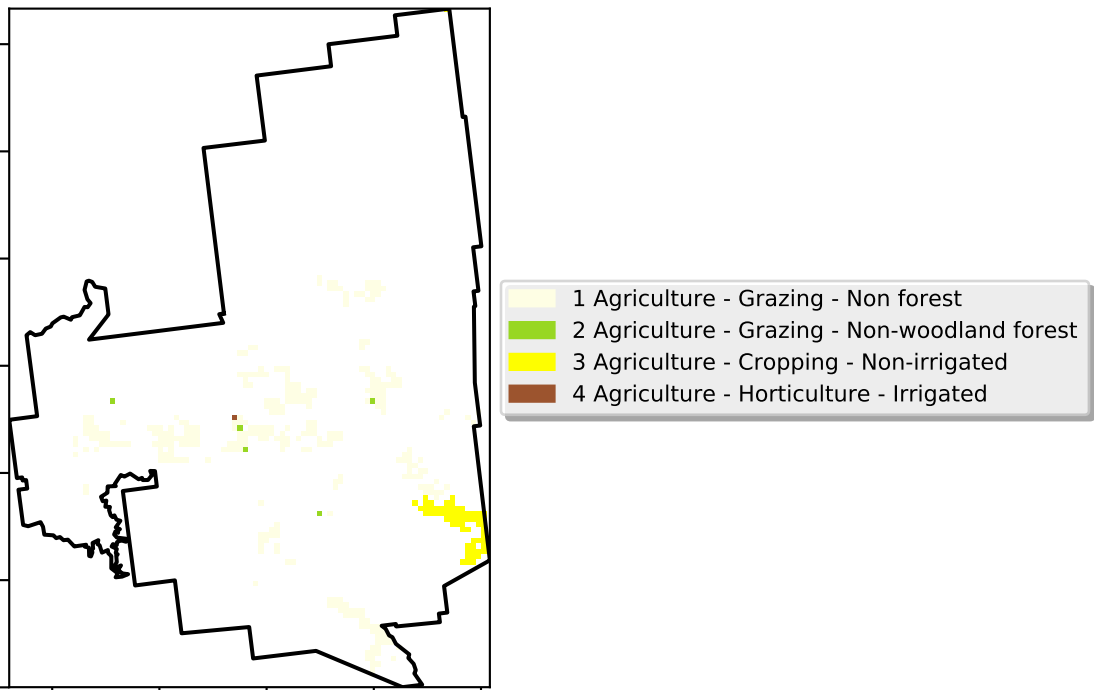 1 Agriculture - Grazing - Non forest
2 Agriculture - Grazing - Non-woodland forest
3 Agriculture - Cropping - Non-irrigated
4 Agriculture - Horticulture - Irrigated